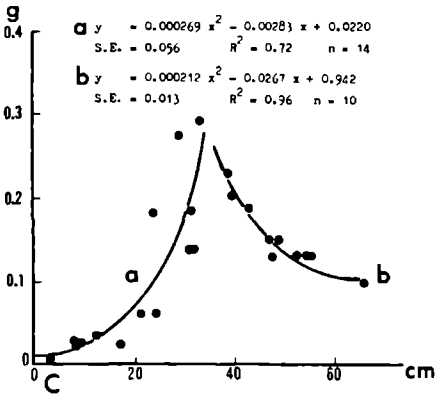 g
a y = 0.000269 x² - 0.00283 x + 0.0220
S.E. = 0.056 R² = 0.72 n = 14
b y = 0.000212 x² - 0.0267 x + 0.942
S.E. = 0.013 R² = 0.96 n = 10
0.4
0.3
0.2
0.1
0
a
b
0 20 40 60 cm
C